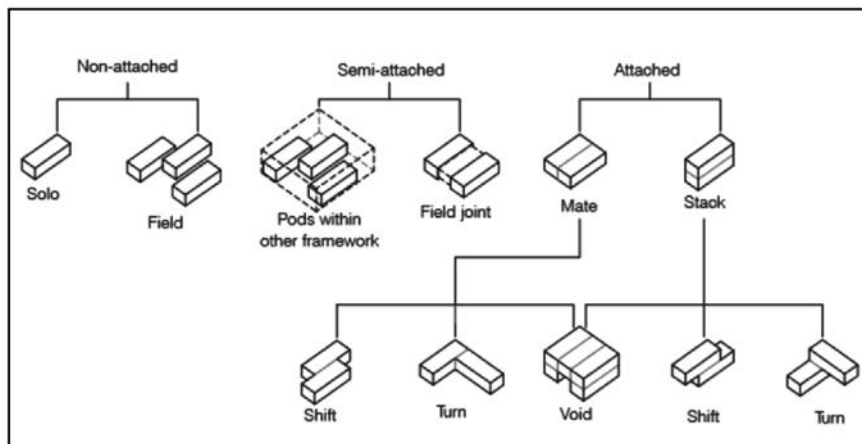 Non-attached
Semi-attached
Attached
Solo
Field
Pods within
other framework
Field joint
Mate
Stack
Shift
Turn
Void
Shift
Turn